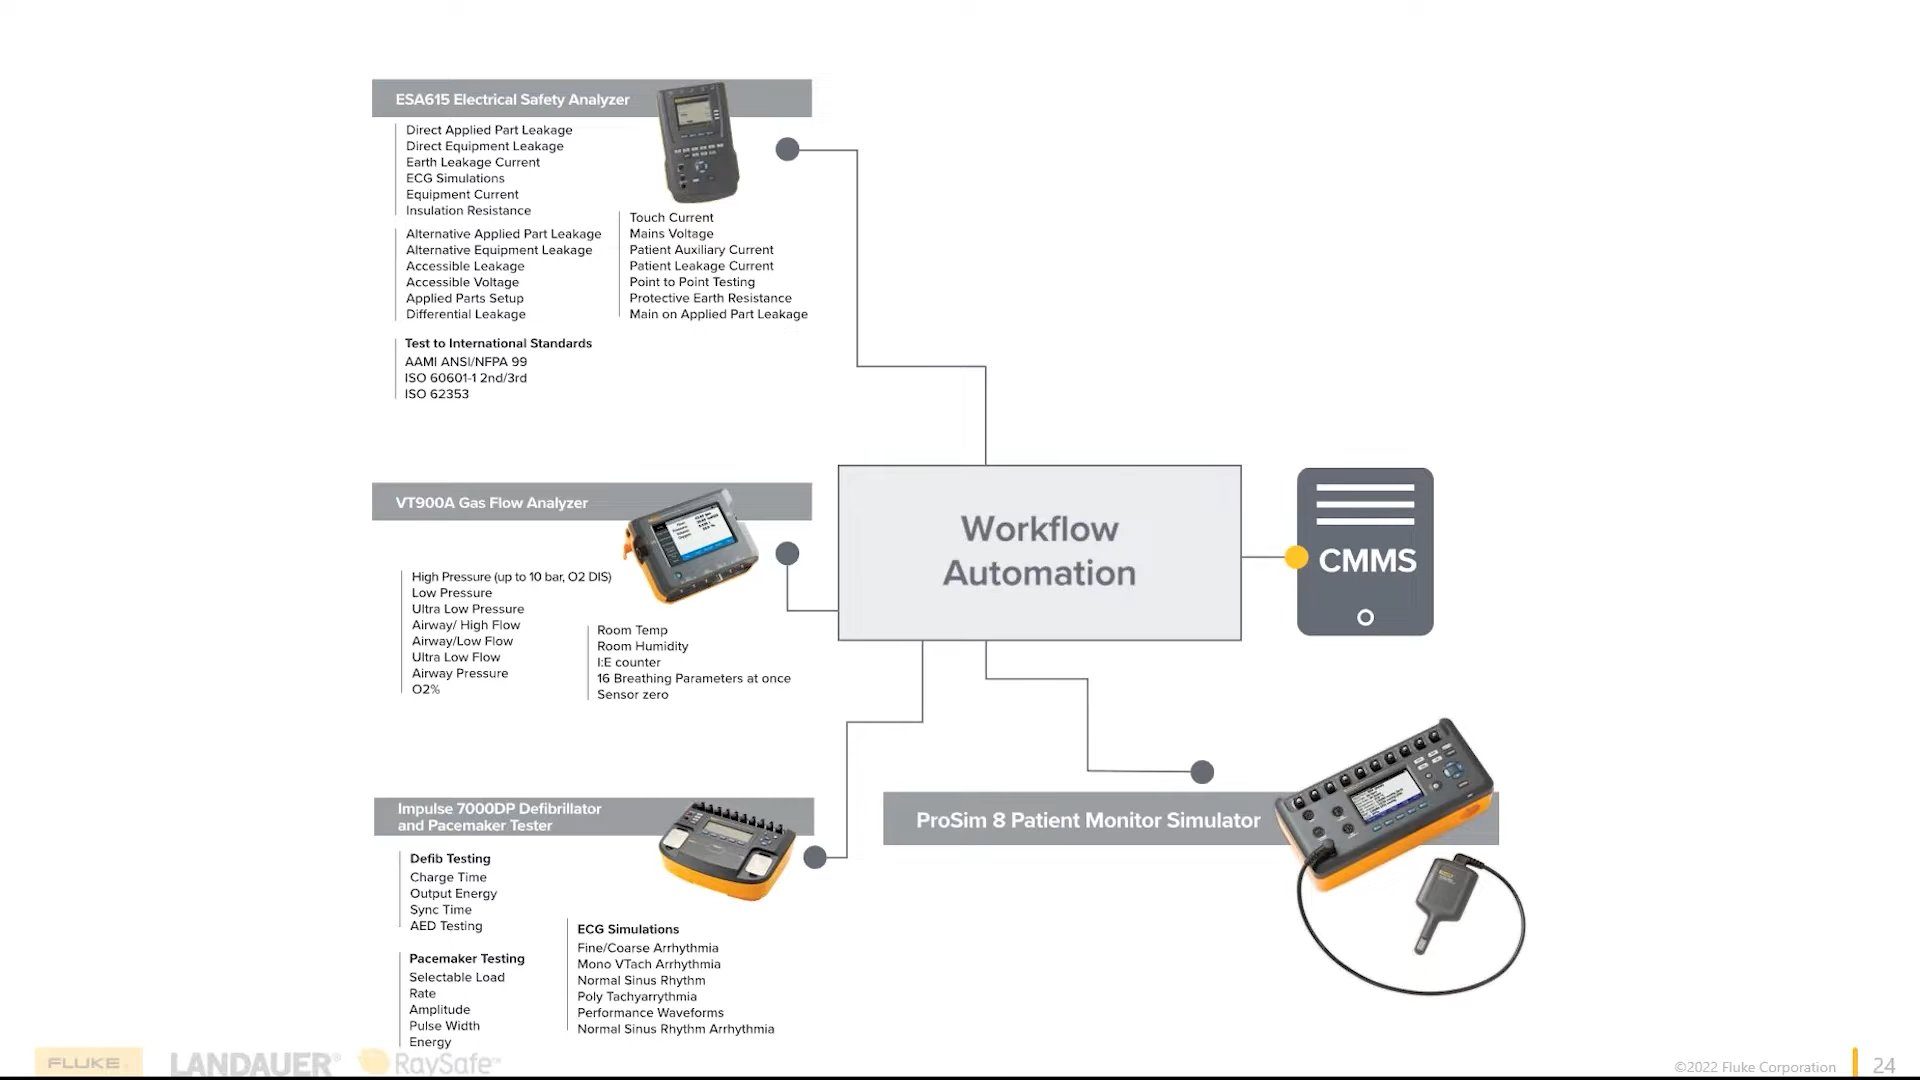 ESA615 Electrical Safety Analyzer
Direct Applied Part Leakage
Direct Equipment Leakage
Earth Leakage Current
ECG Simulations
Equipment Current
Insulation Resistance
Alternative Applied Part Leakage
Alternative Equipment Leakage
Accessible Leakage
Accessible Voltage
Applied Parts Setup
Differential Leakage
Touch Current
Mains Voltage
Patient Auxiliary Current
Patient Leakage Current
Point to Point Testing
Protective Earth Resistance
Main on Applied Part Leakage
Test to International Standards
AAMI ANSI/NFPA 99
ISO 60601-1 2nd/3rd
ISO 62353
VT900A Gas Flow Analyzer
High Pressure (up to 10 bar, O2 DIS)
Low Pressure
Ultra Low Pressure
Airway/ High Flow
Airway/Low Flow
Ultra Low Flow
Airway Pressure
O2%
Room Temp
Room Humidity
I:E counter
16 Breathing Parameters at once
Sensor zero
Workflow
Automation
CMMS
Impulse 7000DP Defibrillator
and Pacemaker Tester
Defib Testing
Charge Time
Output Energy
Sync Time
AED Testing
Pacemaker Testing
Selectable Load
Rate
Amplitude
Pulse Width
Energy
ECG Simulations
Fine/Coarse Arrhythmia
Mono VTach Arrhythmia
Normal Sinus Rhythm
Poly Tachyarrythmia
Performance Waveforms
Normal Sinus Rhythm Arrhythmia
ProSim 8 Patient Monitor Simulator
FLUKE
LANDAUER®
RaySafe™
©2022 Fluke Corporation
24